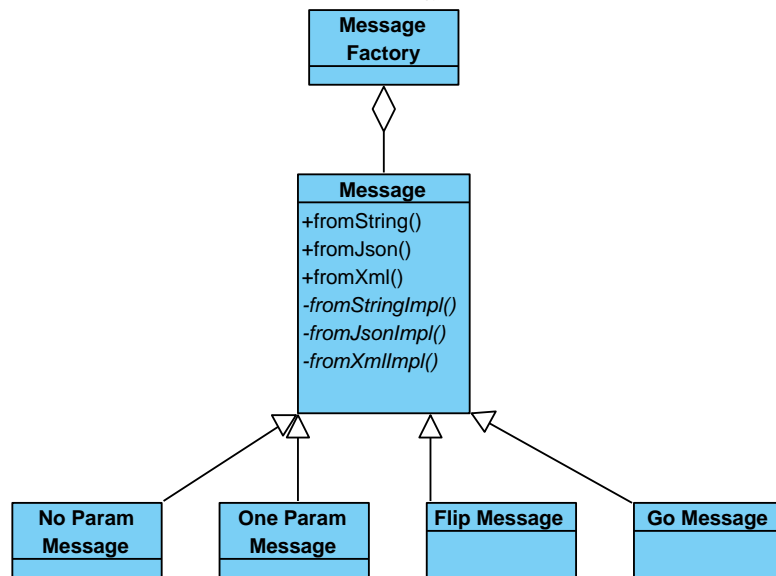 Message
Factory
Message
+fromString()
+fromJson()
+fromXml()
-fromStringImpl()
-fromJsonImpl()
-fromXmlImpl()
No Param
Message
One Param
Message
Flip Message
Go Message